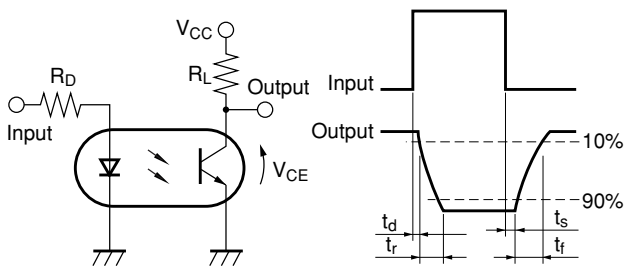 V_CC
R_D
R_L
Output
Input
V_CE
Input
Output
10%
90%
t_d
t_s
t_r
t_f